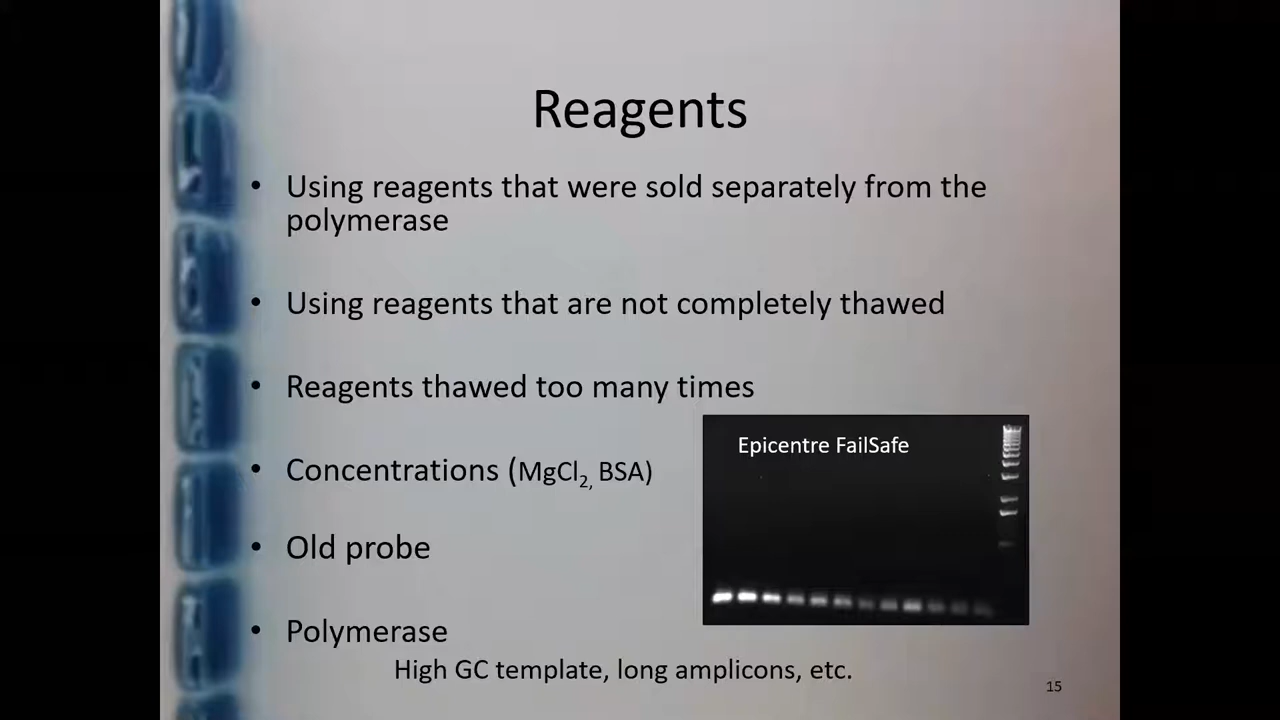 Reagents
• Using reagents that were sold separately from the
polymerase
• Using reagents that are not completely thawed
• Reagents thawed too many times
• Concentrations (MgCl2, BSA)
Epicentre FailSafe
• Old probe
• Polymerase
High GC template, long amplicons, etc.
15